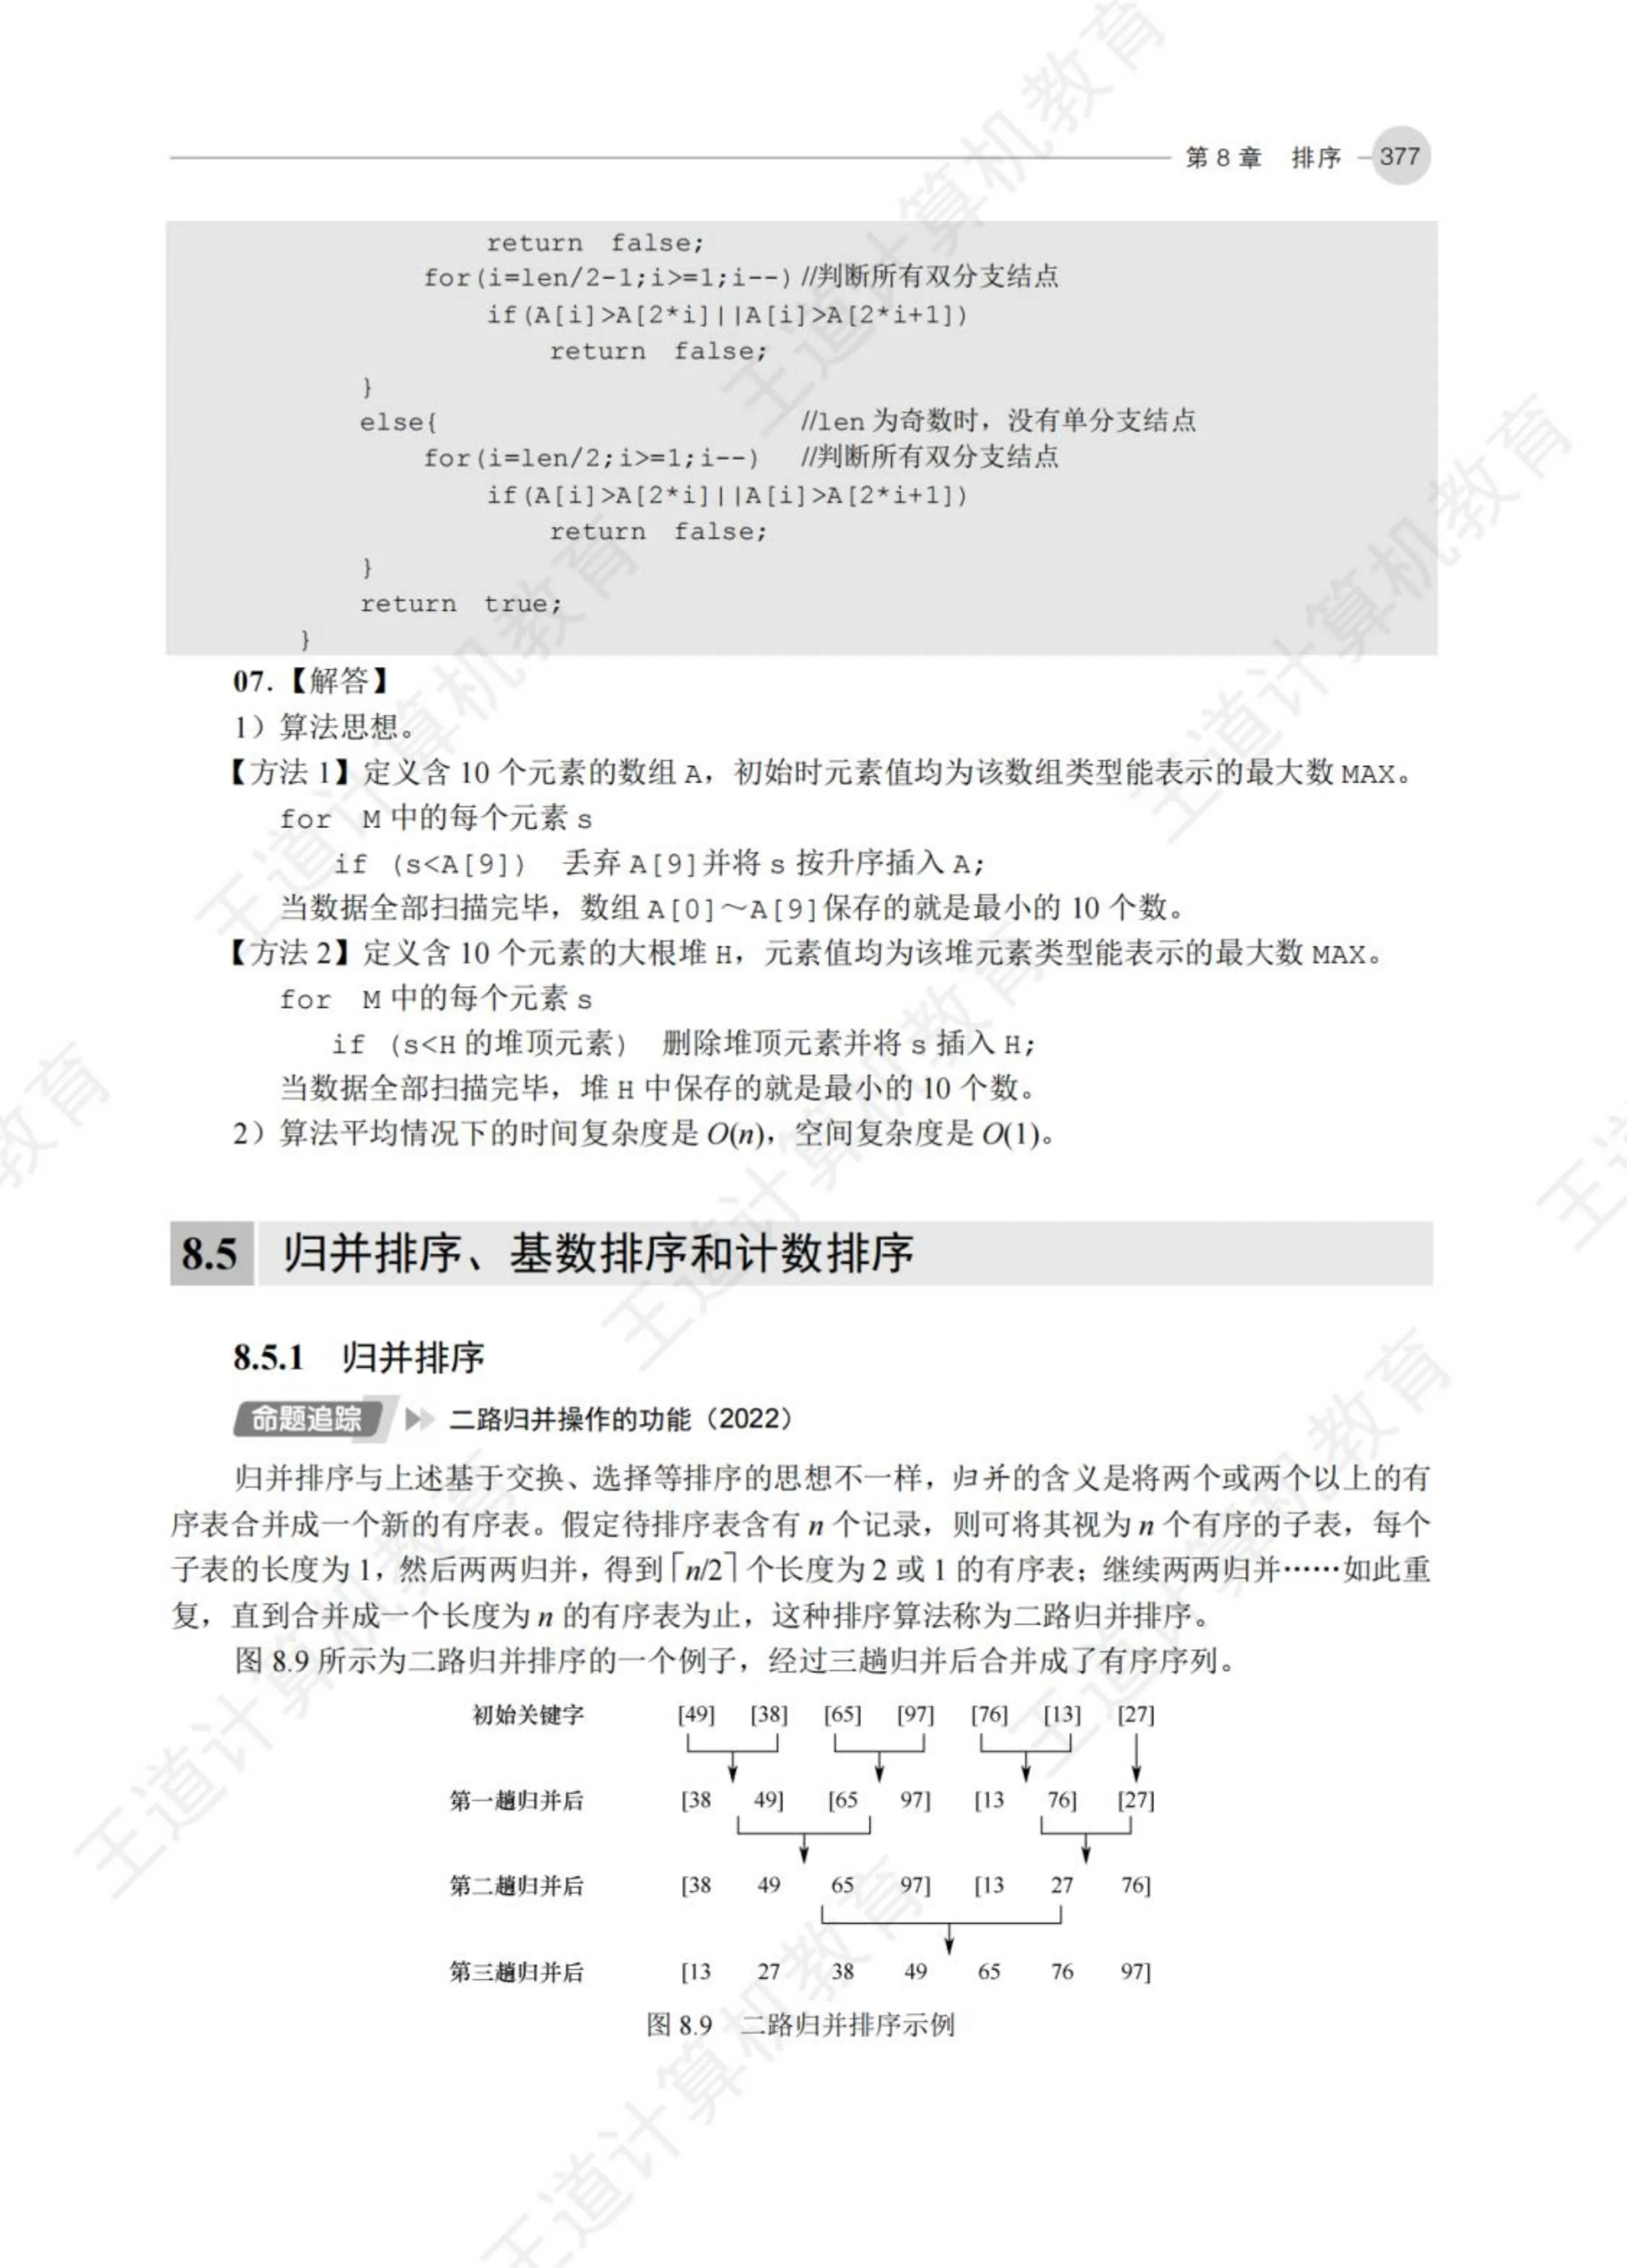 第 8 章 排序 377
return false;
for(i=len/2-1;i>=1;i--) //判断所有双分支结点
if(A[i]>A[2*i]||A[i]>A[2*i+1])
return false;
}
else{ //len 为奇数时，没有单分支结点
for(i=len/2;i>=1;i--) //判断所有双分支结点
if(A[i]>A[2*i]||A[i]>A[2*i+1])
return false;
}
return true;
}
07.【解答】
1）算法思想。
【方法 1】定义含 10 个元素的数组 A，初始时元素值均为该数组类型能表示的最大数 MAX。
for M 中的每个元素 s
if (s<A[9]) 丢弃 A[9]并将 s 按升序插入 A;
当数据全部扫描完毕，数组 A[0]～A[9]保存的就是最小的 10 个数。
【方法 2】定义含 10 个元素的大根堆 H，元素值均为该堆元素类型能表示的最大数 MAX。
for M 中的每个元素 s
if (s<H 的堆顶元素) 删除堆顶元素并将 s 插入 H;
当数据全部扫描完毕，堆 H 中保存的就是最小的 10 个数。
2）算法平均情况下的时间复杂度是 O(n)，空间复杂度是 O(1)。
8.5 归并排序、基数排序和计数排序
8.5.1 归并排序
命题追踪 二路归并操作的功能（2022）
归并排序与上述基于交换、选择等排序的思想不一样，归并的含义是将两个或两个以上的有
序表合并成一个新的有序表。假定待排序表含有 n 个记录，则可将其视为 n 个有序的子表，每个
子表的长度为 1，然后两两归并，得到⌈n/2⌉个长度为 2 或 1 的有序表；继续两两归并……如此重
复，直到合并成一个长度为 n 的有序表为止，这种排序算法称为二路归并排序。
图 8.9 所示为二路归并排序的一个例子，经过三趟归并后合并成了有序序列。
初始关键字 [49] [38] [65] [97] [76] [13] [27]
第一趟归并后 [38 49] [65 97] [13 76] [27]
第二趟归并后 [38 49 65 97] [13 27 76]
第三趟归并后 [13 27 38 49 65 76 97]
图 8.9 二路归并排序示例
王道计算机教育